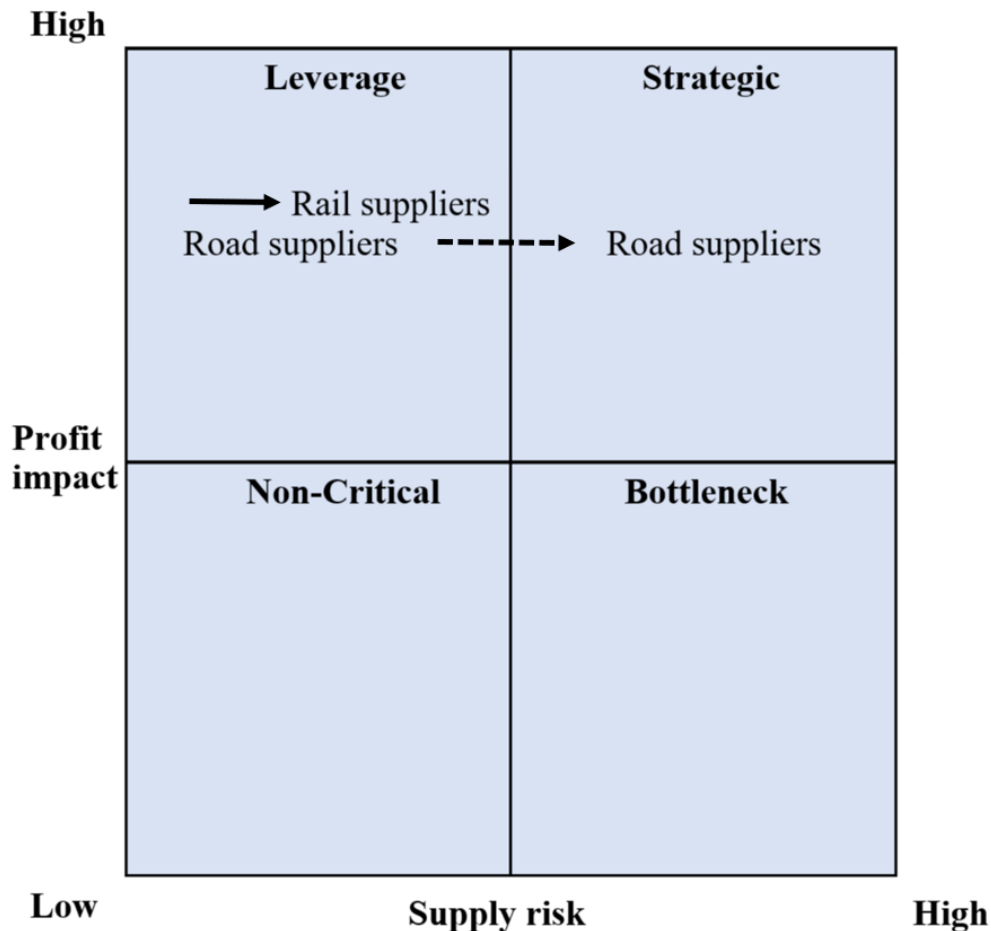 High
Leverage
Strategic
Rail suppliers
Road suppliers
Road suppliers
Profit
impact
Non-Critical
Bottleneck
Low
Supply risk
High